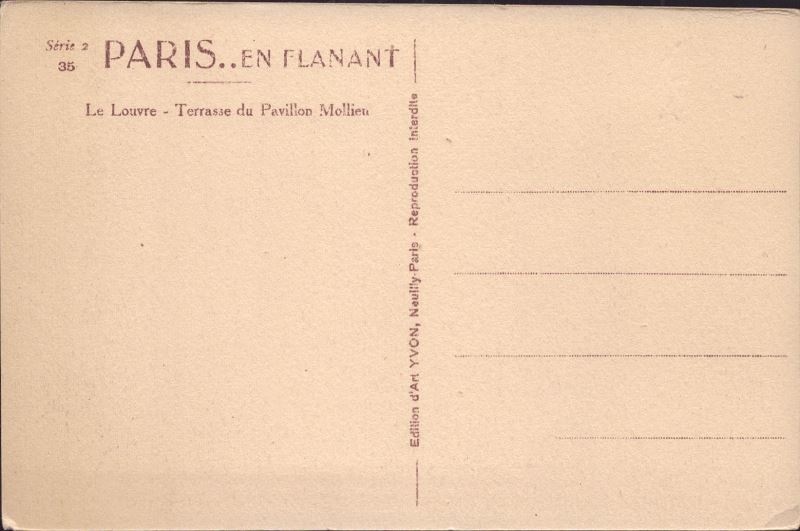 Série 2
35
PARIS..EN FLANANT
Le Louvre - Terrasse du Pavillon Mollien
Edition d'Art YVON, Neuilly-Paris - Reproduction interdite